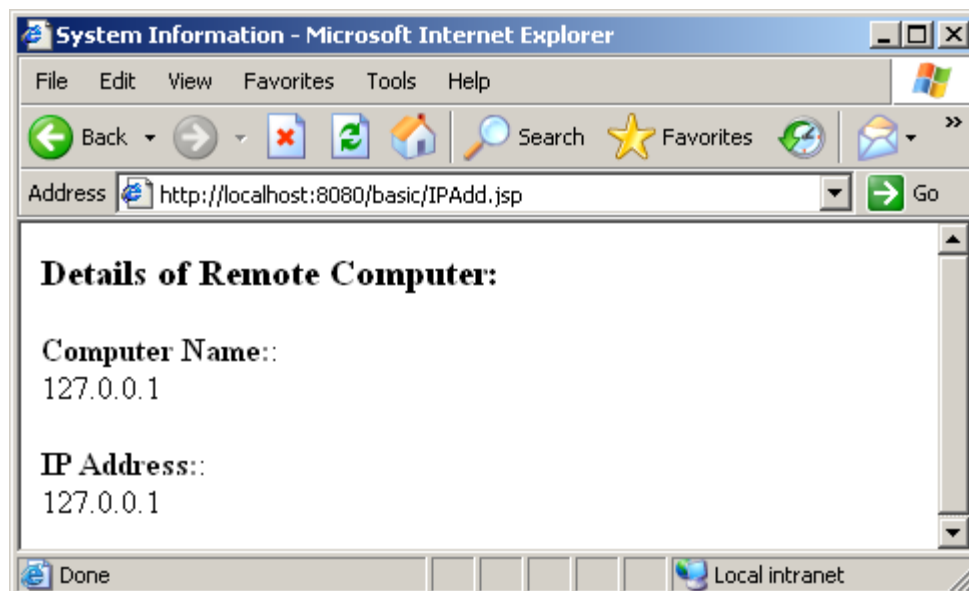 System Information - Microsoft Internet Explorer
File Edit View Favorites Tools Help
Back Search Favorites »
Address http://localhost:8080/basic/IPAdd.jsp Go
Details of Remote Computer:
Computer Name::
127.0.0.1
IP Address::
127.0.0.1
Done Local intranet